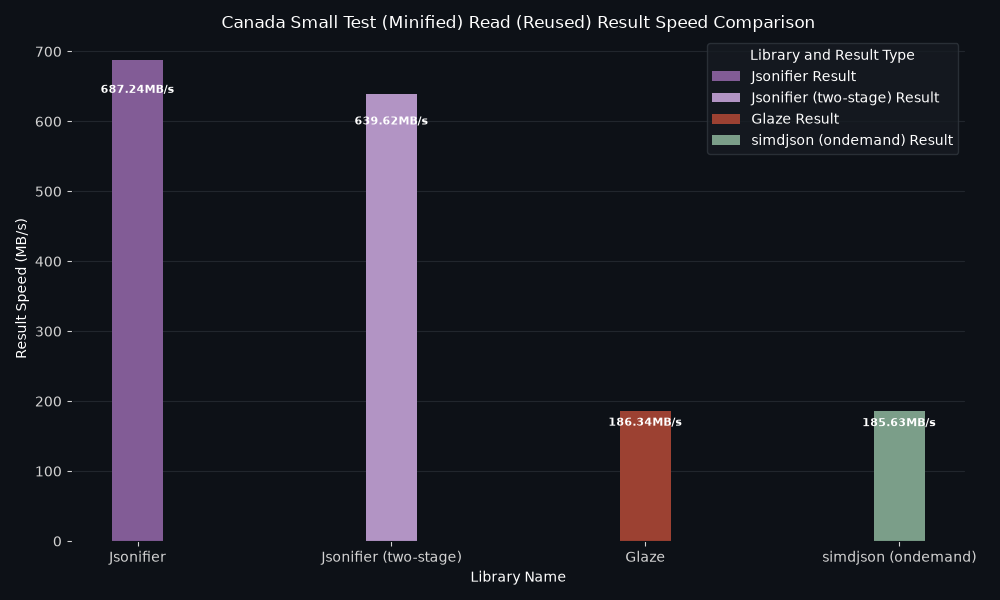 Canada Small Test (Minified) Read (Reused) Result Speed Comparison
Library and Result Type
Jsonifier Result
Jsonifier (two-stage) Result
Glaze Result
simdjson (ondemand) Result
Result Speed (MB/s)
700
600
500
400
300
200
100
0
687.24MB/s
639.62MB/s
186.34MB/s
185.63MB/s
Jsonifier
Jsonifier (two-stage)
Glaze
simdjson (ondemand)
Library Name